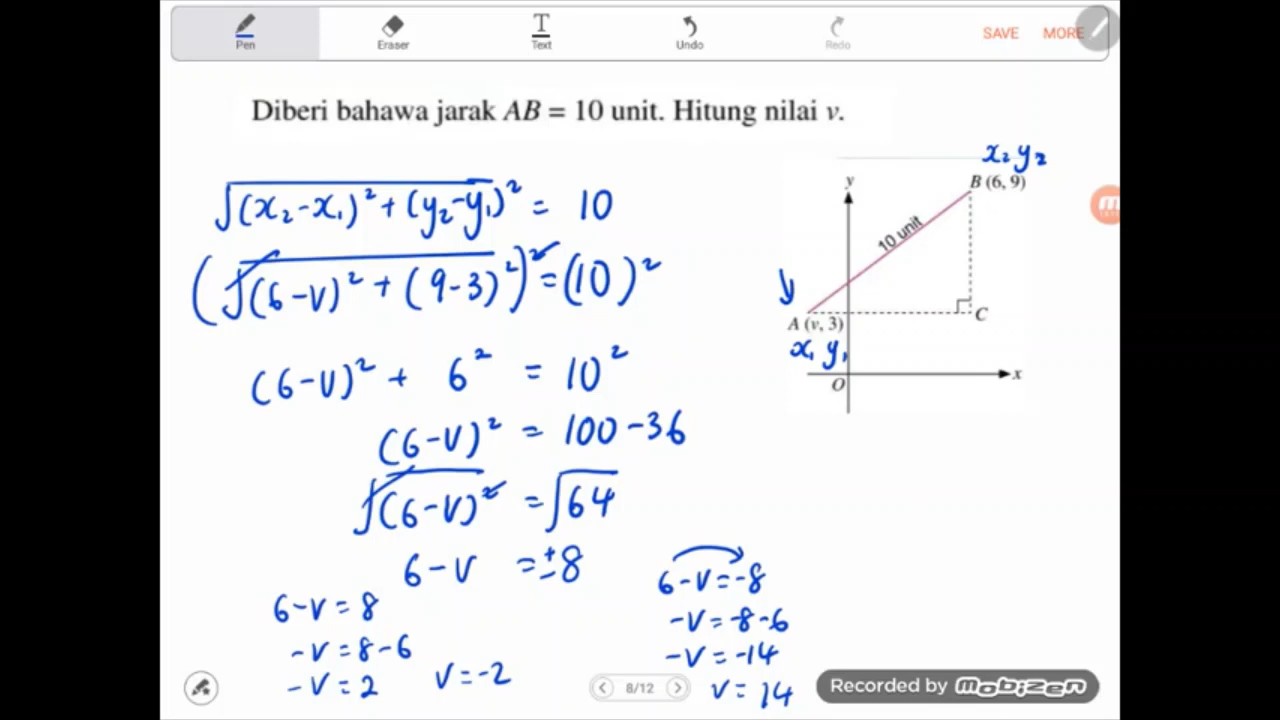 Pen Eraser Text Undo Redo SAVE MORE
Diberi bahawa jarak AB = 10 unit. Hitung nilai v.
√((x₂-x₁)²+(y₂-y₁)²) = 10
(√((6-v)²+(9-3)²))²=(10)²
(6-v)² + 6² = 10²
(6-v)² = 100-36
√(6-v)² = √64
6-v = ±8
6-v=8
-v=8-6
-v=2
v=-2
6-v=-8
-v=-8-6
-v=-14
v=14
x₂ y₂
y
B (6, 9)
10 unit
A (v, 3)
C
x₁ y₁
O
x
8/12
Recorded by Mobizen